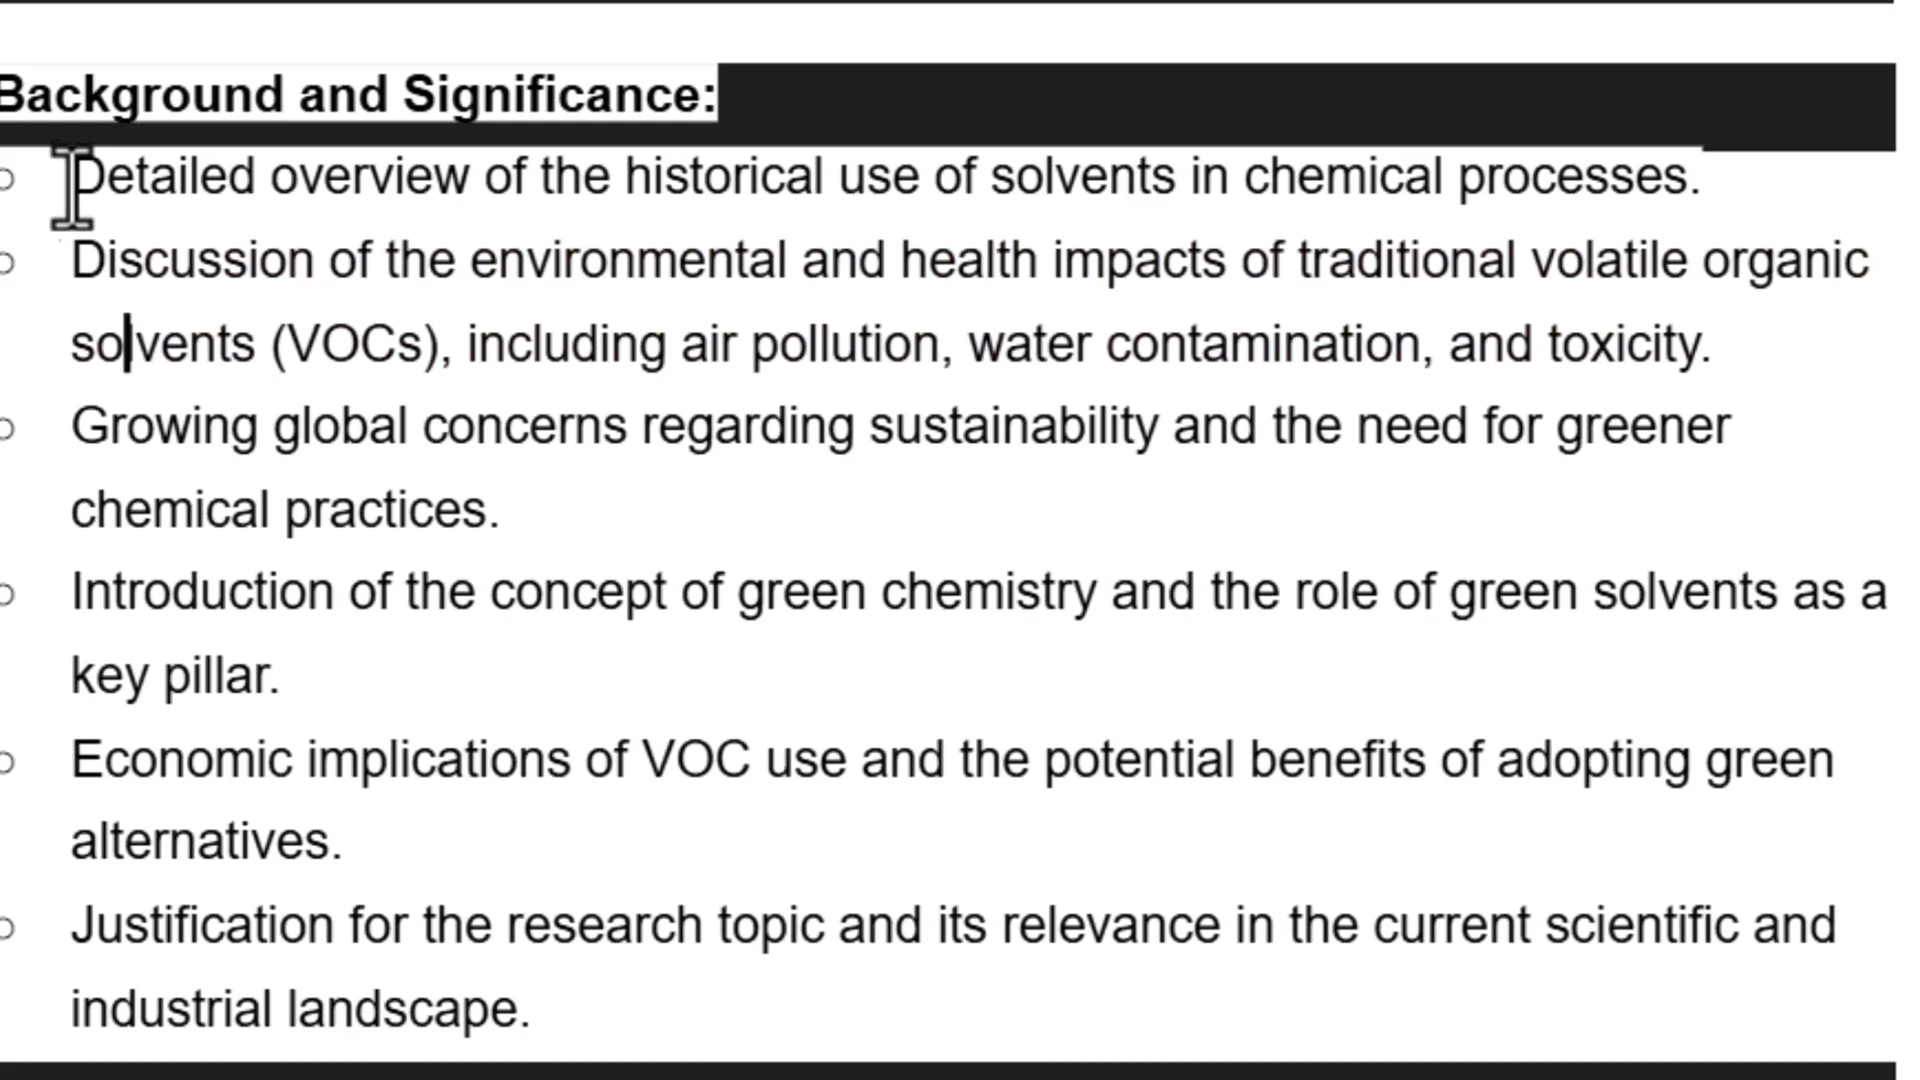 Background and Significance:
Detailed overview of the historical use of solvents in chemical processes.
Discussion of the environmental and health impacts of traditional volatile organic
solvents (VOCs), including air pollution, water contamination, and toxicity.
Growing global concerns regarding sustainability and the need for greener
chemical practices.
Introduction of the concept of green chemistry and the role of green solvents as a
key pillar.
Economic implications of VOC use and the potential benefits of adopting green
alternatives.
Justification for the research topic and its relevance in the current scientific and
industrial landscape.